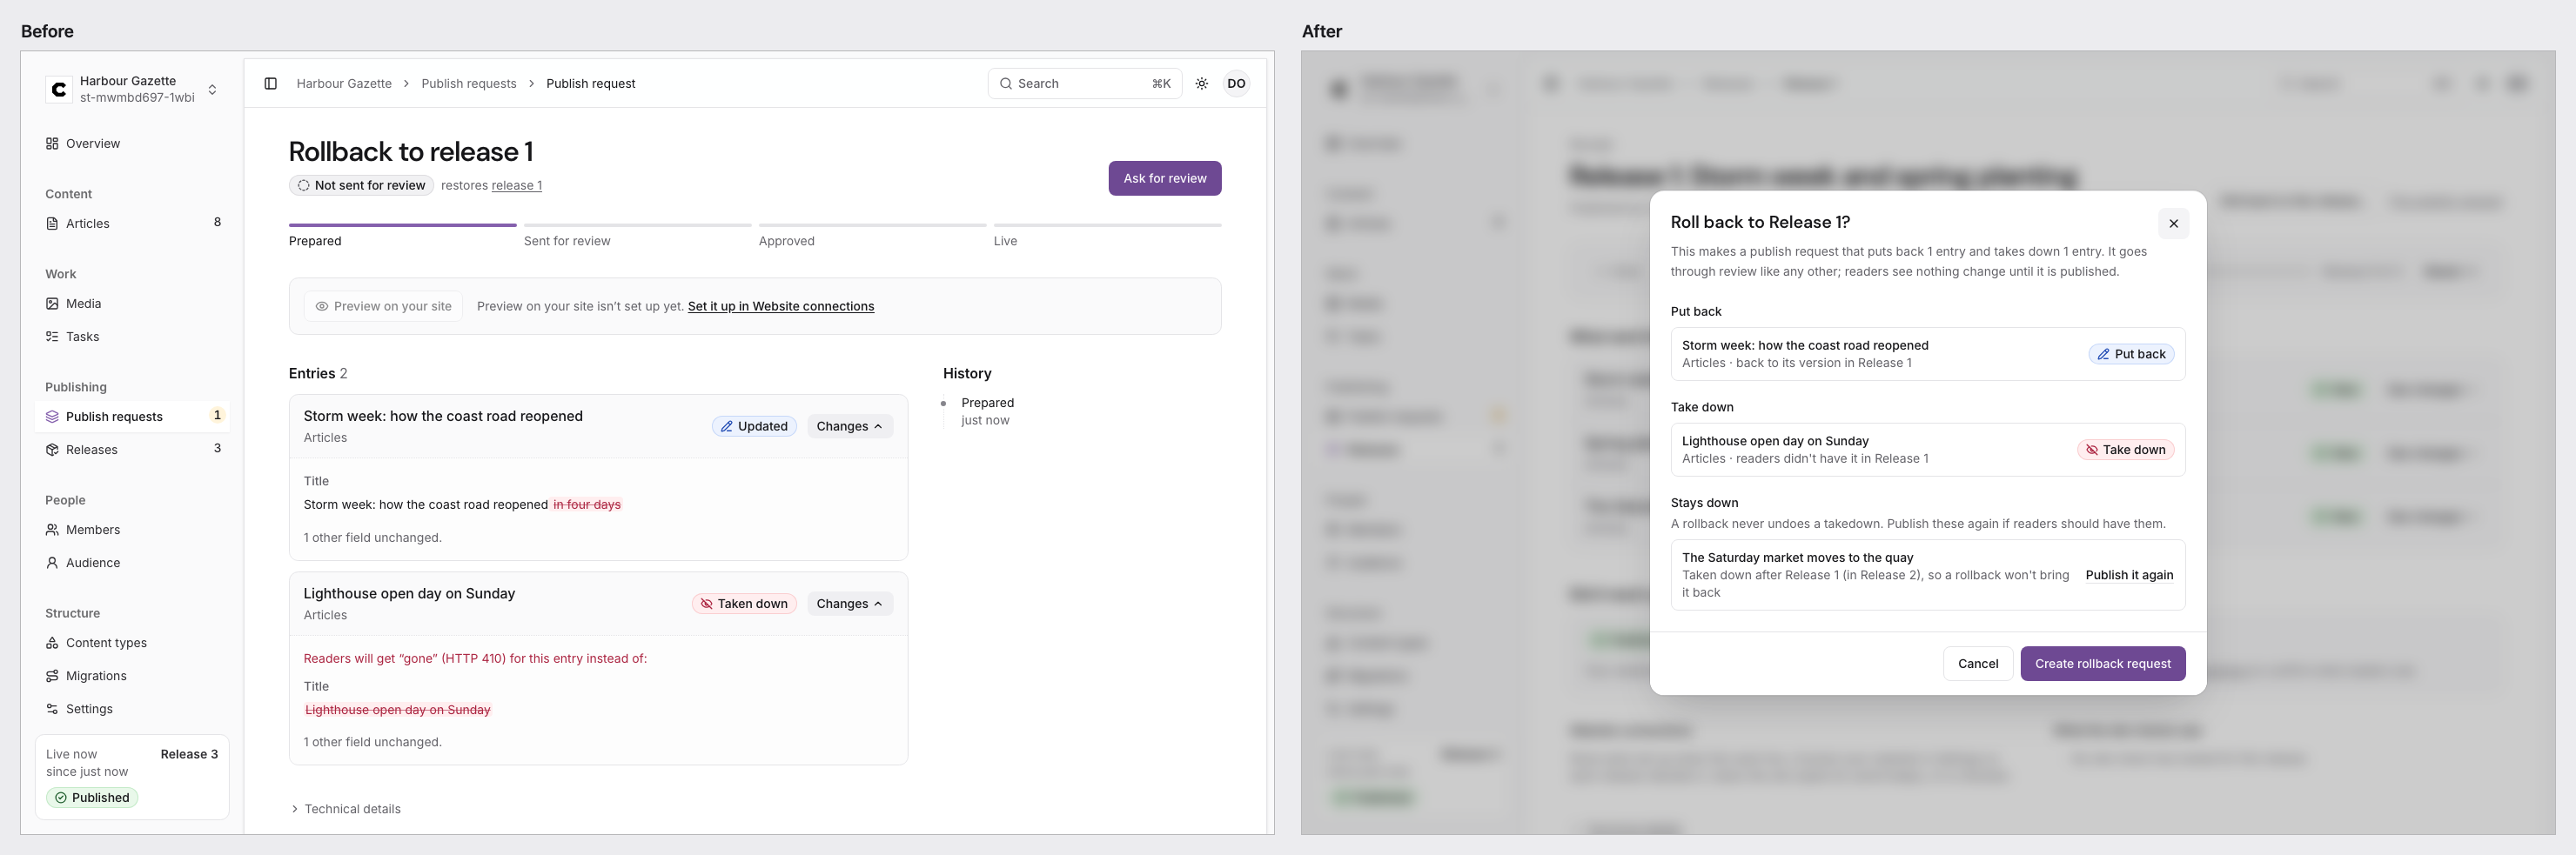 Before
Harbour Gazette
st-mwmbd697-1wbi
Overview
Content
Articles 8
Work
Media
Tasks
Publishing
Publish requests 1
Releases 3
People
Members
Audience
Structure
Content types
Migrations
Settings
Live now Release 3
since just now
Published
Harbour Gazette > Publish requests > Publish request
Search ⌘K
DO
Rollback to release 1
Not sent for review restores release 1
Ask for review
Prepared Sent for review Approved Live
Preview on your site Preview on your site isn't set up yet. Set it up in Website connections
Entries 2
Storm week: how the coast road reopened
Articles
Updated Changes
Title
Storm week: how the coast road reopened in four days
1 other field unchanged.
Lighthouse open day on Sunday
Articles
Taken down Changes
Readers will get “gone” (HTTP 410) for this entry instead of:
Title
Lighthouse open day on Sunday
1 other field unchanged.
Technical details
History
Prepared
just now
After
Release 1: Storm week and spring planting
Roll back to Release 1?
This makes a publish request that puts back 1 entry and takes down 1 entry. It goes
through review like any other; readers see nothing change until it is published.
Put back
Storm week: how the coast road reopened
Articles · back to its version in Release 1
Put back
Take down
Lighthouse open day on Sunday
Articles · readers didn't have it in Release 1
Take down
Stays down
A rollback never undoes a takedown. Publish these again if readers should have them.
The Saturday market moves to the quay
Taken down after Release 1 (in Release 2), so a rollback won't bring
it back
Publish it again
Cancel
Create rollback request